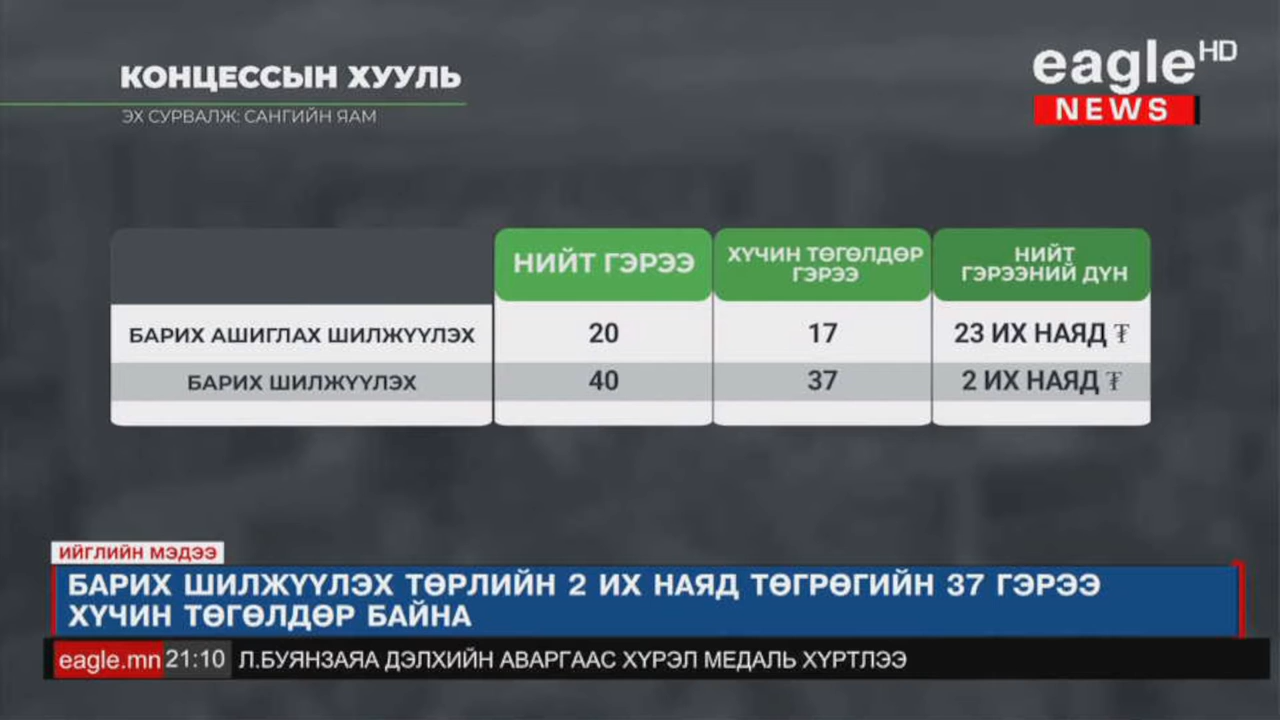 КОНЦЕССЫН ХУУЛЬ
ЭХ СУРВАЛЖ: САНГИЙН ЯАМ
eagle HD
NEWS
НИЙТ ГЭРЭЭ
ХҮЧИН ТӨГӨЛДӨР
ГЭРЭЭ
НИЙТ
ГЭРЭЭНИЙ ДҮН
БАРИХ АШИГЛАХ ШИЛЖҮҮЛЭХ 20 17 23 ИХ НАЯД ₮
БАРИХ ШИЛЖҮҮЛЭХ 40 37 2 ИХ НАЯД ₮
ИЙГЛИЙН МЭДЭЭ
БАРИХ ШИЛЖҮҮЛЭХ ТӨРЛИЙН 2 ИХ НАЯД ТӨГРӨГИЙН 37 ГЭРЭЭ
ХҮЧИН ТӨГӨЛДӨР БАЙНА
eagle.mn 21:10 Л.БУЯНЗАЯА ДЭЛХИЙН АВАРГААС ХҮРЭЛ МЕДАЛЬ ХҮРТЛЭЭ